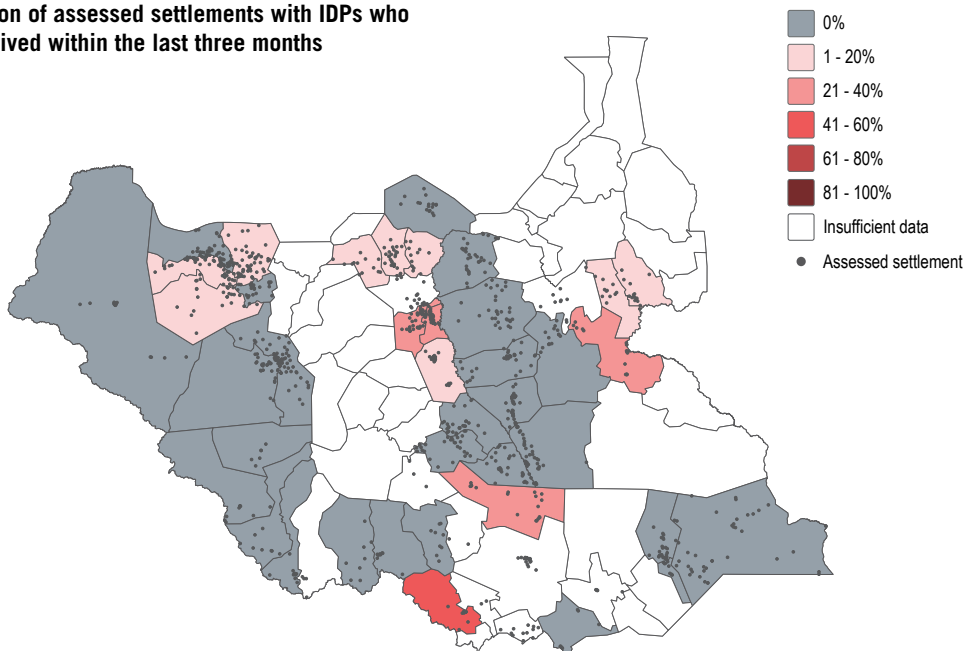 on of assessed settlements with IDPs who
ived within the last three months
0%
1 - 20%
21 - 40%
41 - 60%
61 - 80%
81 - 100%
Insufficient data
Assessed settlement